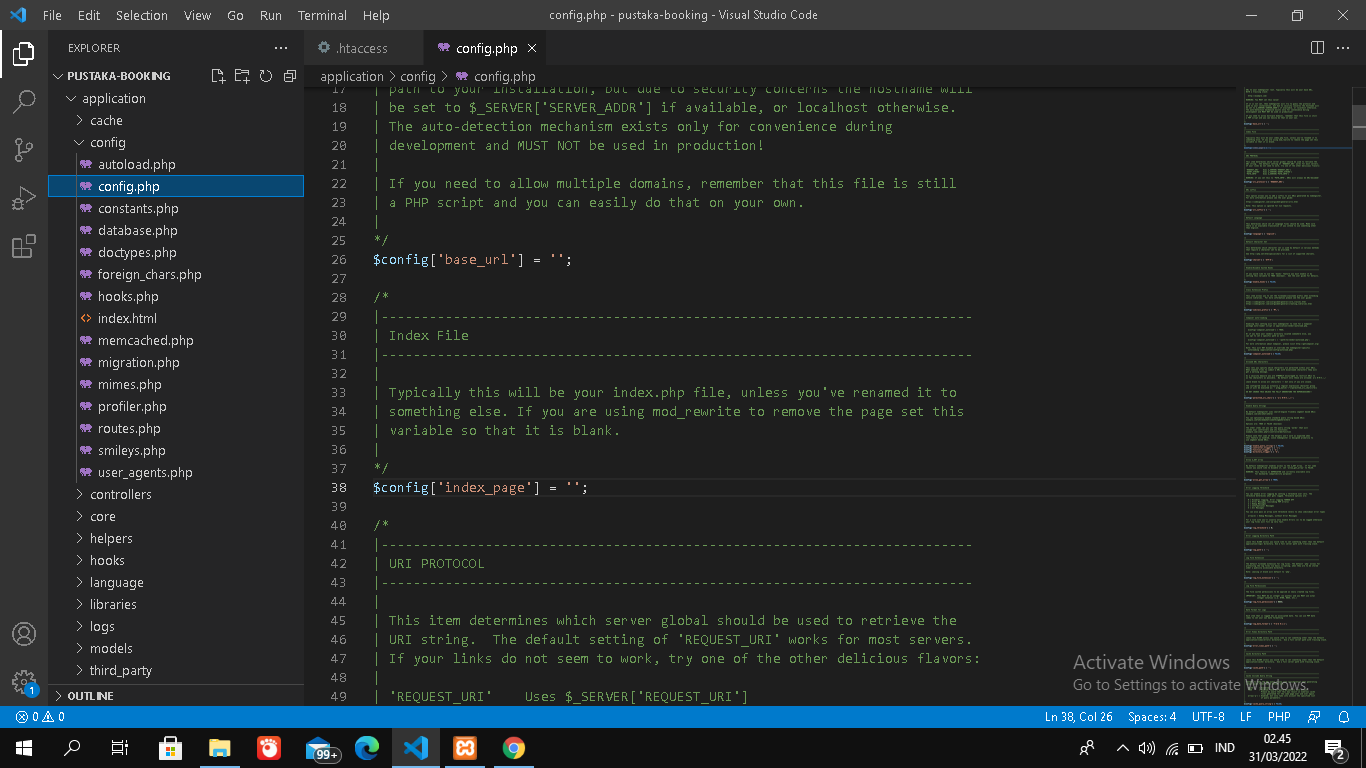 File Edit Selection View Go Run Terminal Help config.php - pustaka-booking - Visual Studio Code
EXPLORER
PUSTAKA-BOOKING
application
cache
config
autoload.php
config.php
constants.php
database.php
doctypes.php
foreign_chars.php
hooks.php
index.html
memcached.php
migration.php
mimes.php
profiler.php
routes.php
smileys.php
user_agents.php
controllers
core
helpers
hooks
language
libraries
logs
models
third_party
OUTLINE
.htaccess config.php
application > config > config.php
17 | path to your installation, but due to security concerns the hostname will
18 | be set to $_SERVER['SERVER_ADDR'] if available, or localhost otherwise.
19 | The auto-detection mechanism exists only for convenience during
20 | development and MUST NOT be used in production!
21 |
22 | If you need to allow multiple domains, remember that this file is still
23 | a PHP script and you can easily do that on your own.
24 |
25 */
26 $config['base_url'] = '';
27
28 /*
29 |--------------------------------------------------------------------------
30 | Index File
31 |--------------------------------------------------------------------------
32 |
33 | Typically this will be your index.php file, unless you've renamed it to
34 | something else. If you are using mod_rewrite to remove the page set this
35 | variable so that it is blank.
36 |
37 */
38 $config['index_page'] = '';
39
40 /*
41 |--------------------------------------------------------------------------
42 | URI PROTOCOL
43 |--------------------------------------------------------------------------
44 |
45 | This item determines which server global should be used to retrieve the
46 | URI string.  The default setting of 'REQUEST_URI' works for most servers.
47 | If your links do not seem to work, try one of the other delicious flavors:
48 |
49 | 'REQUEST_URI'    Uses $_SERVER['REQUEST_URI']
Activate Windows
Go to Settings to activate Windows.
1
0 0 Ln 38, Col 26 Spaces: 4 UTF-8 LF PHP
99+ IND 02.45
31/03/2022 2